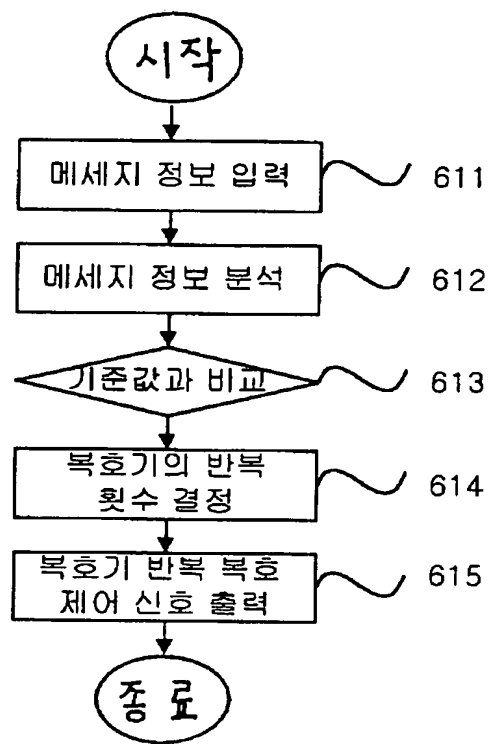 시작
메세지 정보 입력
611
메세지 정보 분석
612
기준값과 비교
613
복호기의 반복
횟수 결정
614
복호기 반복 복호
제어 신호 출력
615
종료